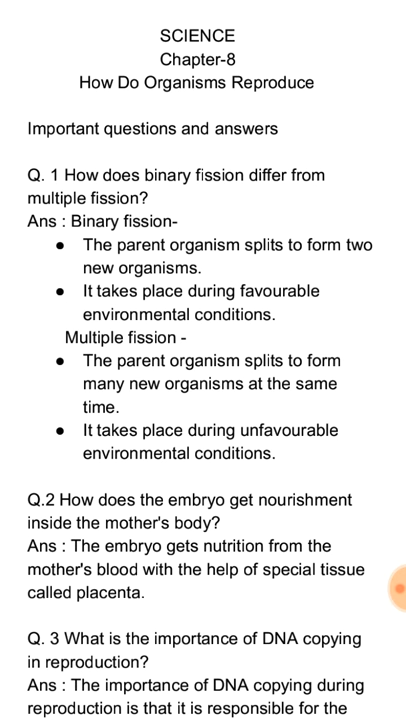 SCIENCE
Chapter-8
How Do Organisms Reproduce
Important questions and answers
Q. 1 How does binary fission differ from
multiple fission?
Ans : Binary fission-
● The parent organism splits to form two
new organisms.
● It takes place during favourable
environmental conditions.
Multiple fission -
● The parent organism splits to form
many new organisms at the same
time.
● It takes place during unfavourable
environmental conditions.
Q.2 How does the embryo get nourishment
inside the mother's body?
Ans : The embryo gets nutrition from the
mother's blood with the help of special tissue
called placenta.
Q. 3 What is the importance of DNA copying
in reproduction?
Ans : The importance of DNA copying during
reproduction is that it is responsible for the